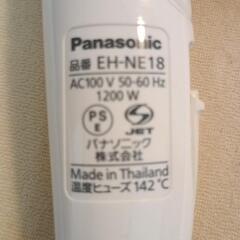 Panasonic
品番 EH-NE18
AC100 V 50-60 Hz
1200 W
PS
E
S
JET
パナソニック
株式会社
Made in Thailand
温度ヒューズ 142 ℃